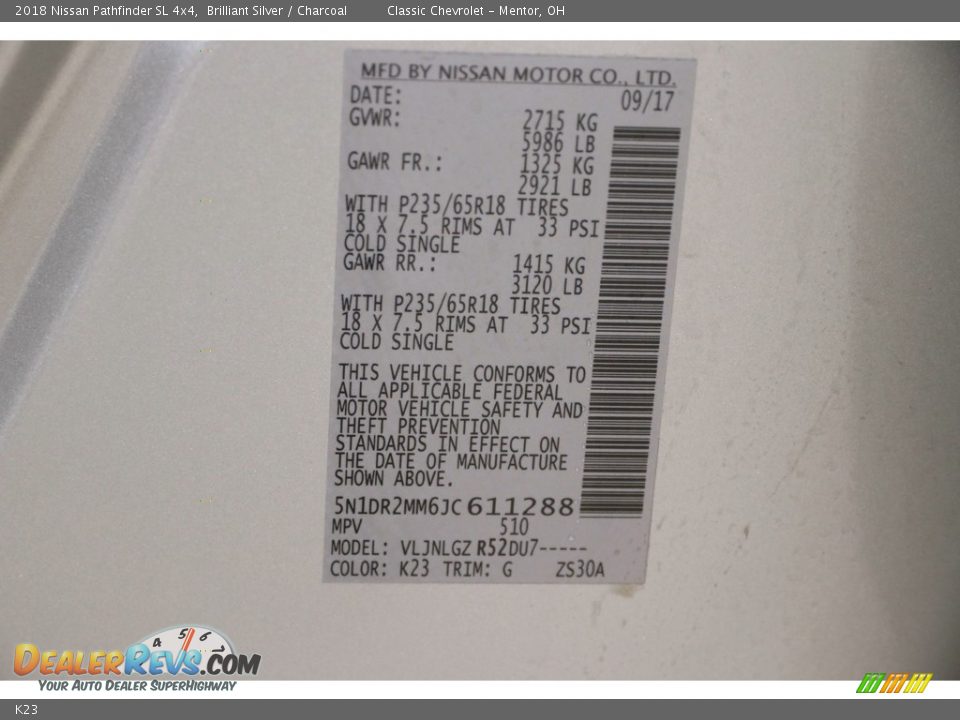 2018 Nissan Pathfinder SL 4x4, Brilliant Silver / Charcoal Classic Chevrolet – Mentor, OH
MFD BY NISSAN MOTOR CO., LTD.
DATE: 09/17
GVWR: 2715 KG
5986 LB
GAWR FR.: 1325 KG
2921 LB
WITH P235/65R18 TIRES
18 X 7.5 RIMS AT 33 PSI
COLD SINGLE
GAWR RR.: 1415 KG
3120 LB
WITH P235/65R18 TIRES
18 X 7.5 RIMS AT 33 PSI
COLD SINGLE
THIS VEHICLE CONFORMS TO
ALL APPLICABLE FEDERAL
MOTOR VEHICLE SAFETY AND
THEFT PREVENTION
STANDARDS IN EFFECT ON
THE DATE OF MANUFACTURE
SHOWN ABOVE.
5N1DR2MM6JC611288
MPV 510
MODEL: VLJNLGZ R52DU7-----
COLOR: K23 TRIM: G ZS30A
4 5 6 7
DEALERREVS.COM
YOUR AUTO DEALER SUPERHIGHWAY
K23